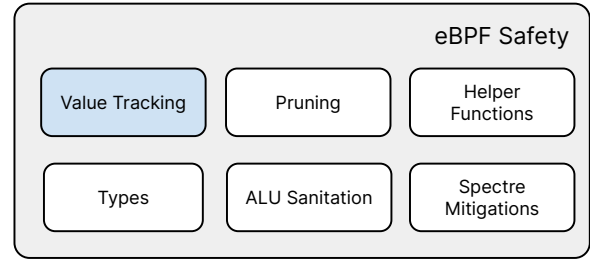 eBPF Safety
Value Tracking
Pruning
Helper
Functions
Types
ALU Sanitation
Spectre
Mitigations